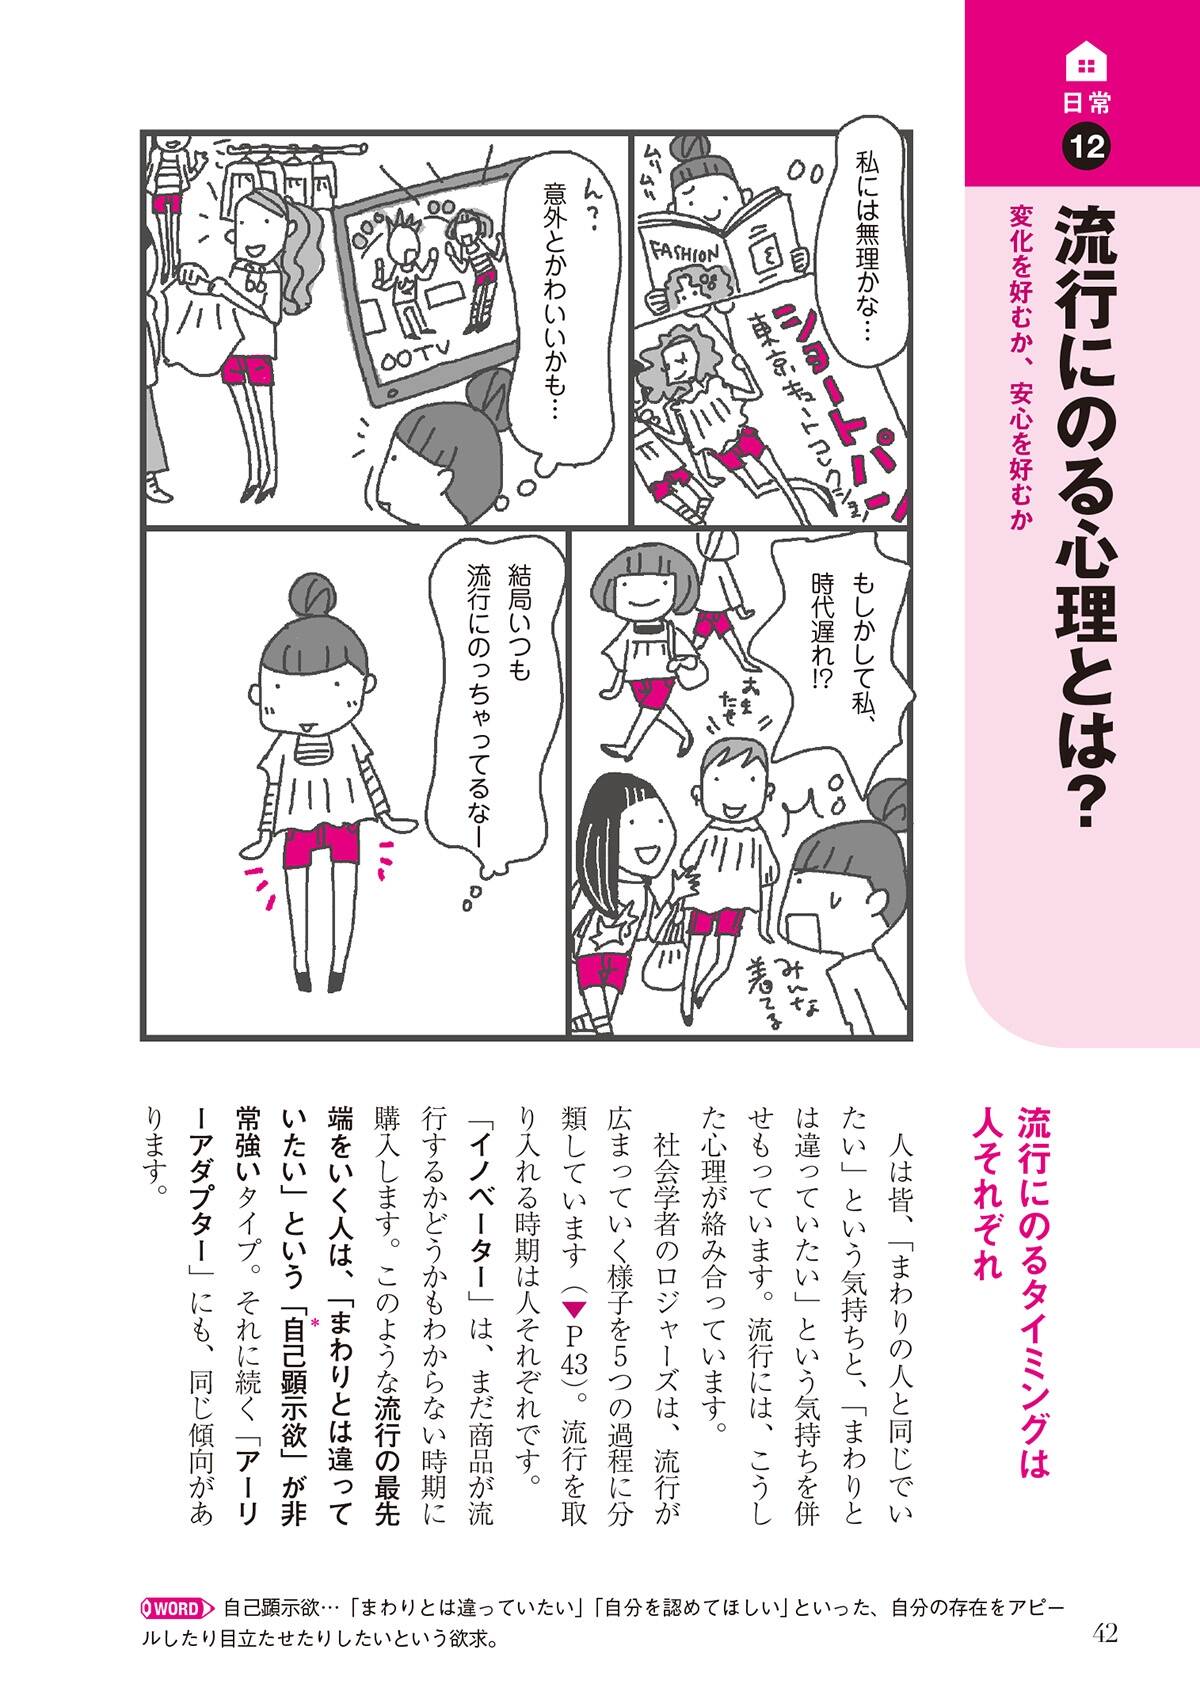 日常
12
流行にのる心理とは？
変化を好むか、安心を好むか
私には無理かな…
ムリムリ
FASHION
ショートパンツ
東京キュートコレクション
ん？
意外とかわいいかも…
〇〇TV
もしかして私、
時代遅れ!?
みんな
着てる
結局いつも
流行にのっちゃってるなー
流行にのるタイミングは
人それぞれ
人は皆、「まわりの人と同じでい
たい」という気持ちと、「まわりと
は違っていたい」という気持ちを併
せもっています。流行には、こうし
た心理が絡み合っています。
社会学者のロジャーズは、流行が
広まっていく様子を5つの過程に分
類しています（▼P43）。流行を取
り入れる時期は人それぞれです。
「イノベーター」は、まだ商品が流
行するかどうかもわからない時期に
購入します。このような流行の最先
端をいく人は、「まわりとは違って
いたい」という「自己顕示欲*」が非
常強いタイプ。それに続く「アーリ
ーアダプター」にも、同じ傾向があ
ります。
WORD 自己顕示欲…「まわりとは違っていたい」「自分を認めてほしい」といった、自分の存在をアピー
ルしたり目立たせたりしたいという欲求。
42